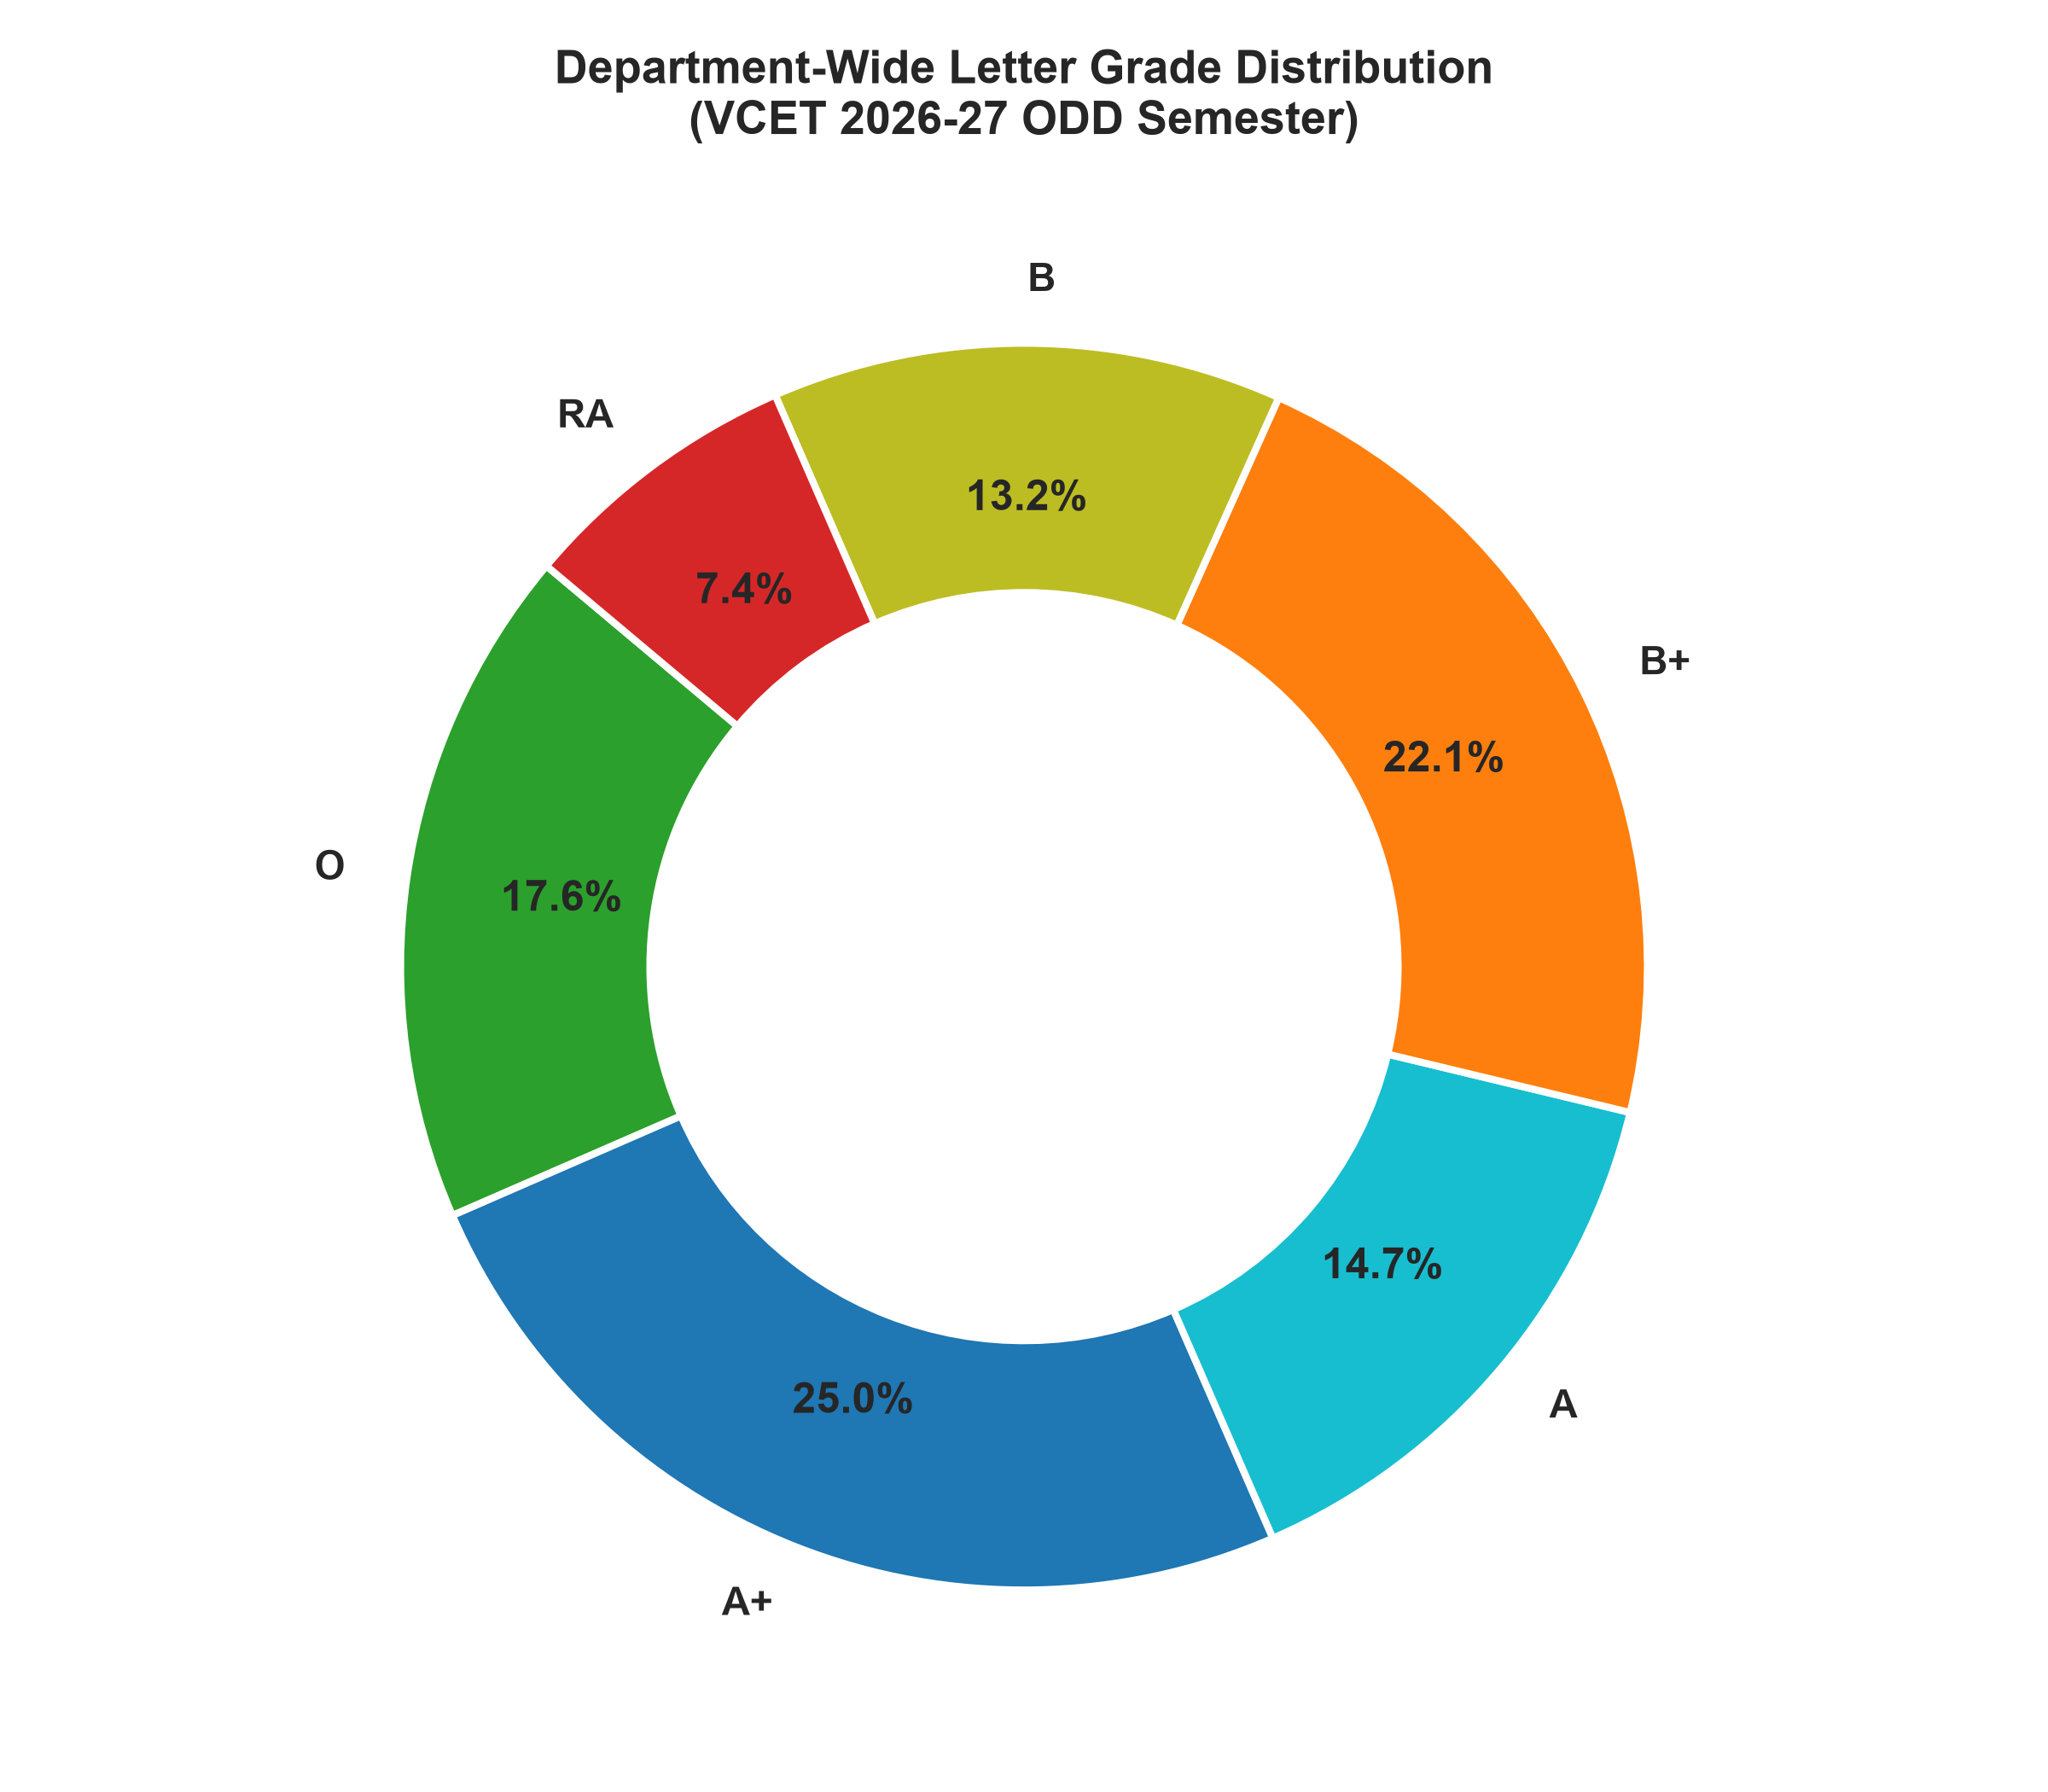 Department-Wide Letter Grade Distribution
(VCET 2026-27 ODD Semester)
B
RA
13.2%
7.4%
B+
22.1%
O
17.6%
14.7%
25.0%
A
A+